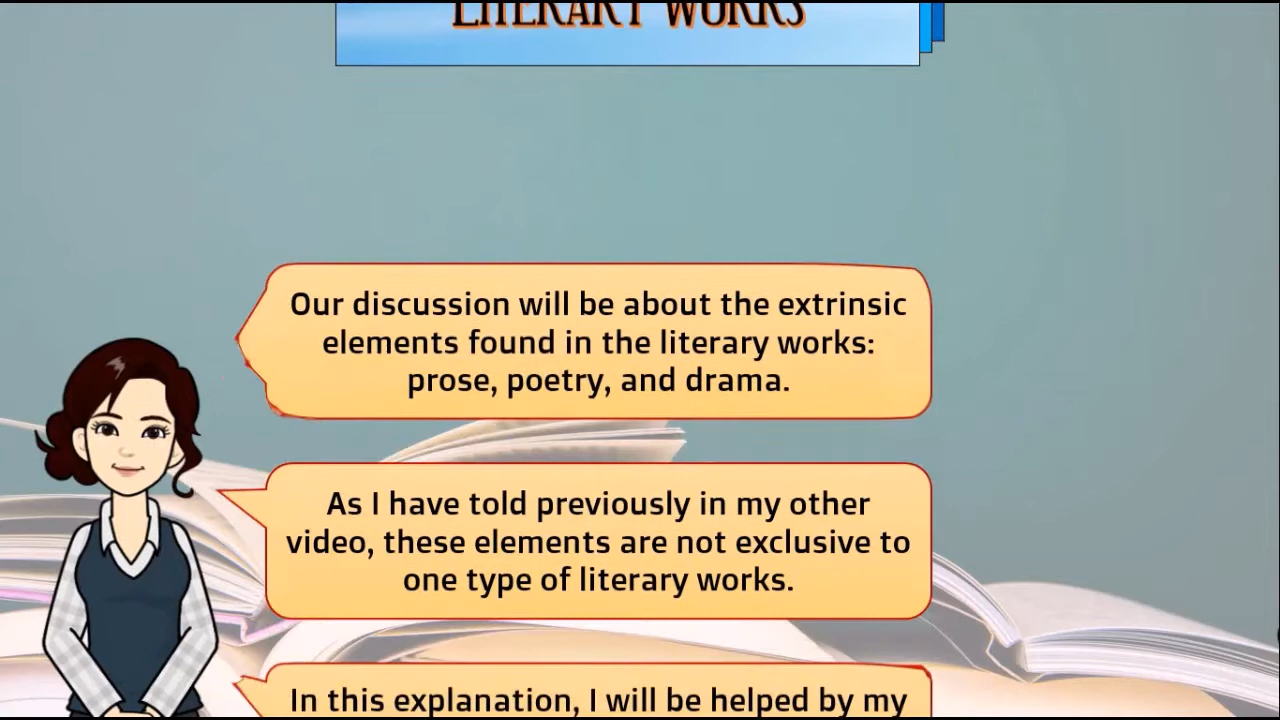 LITERARY WORKS
Our discussion will be about the extrinsic
elements found in the literary works:
prose, poetry, and drama.
As I have told previously in my other
video, these elements are not exclusive to
one type of literary works.
In this explanation, I will be helped by my